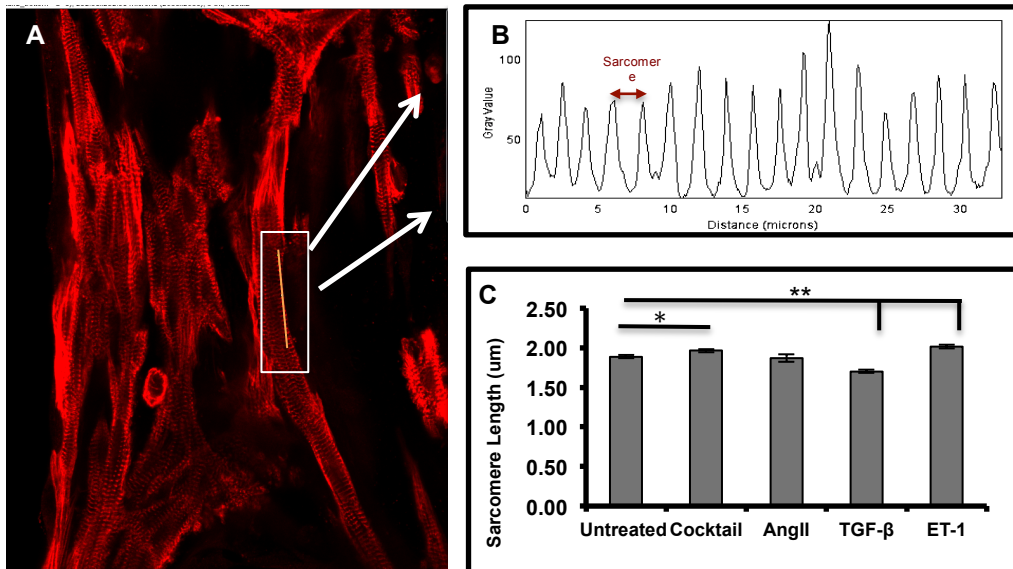 A
B
100
50
Gray Value
Sarcomer
e
0 5 10 15 20 25 30
Distance (microns)
C
Sarcomere Length (um)
2.50
2.00
1.50
1.00
0.50
0.00
*
**
Untreated Cocktail AngII TGF-β ET-1